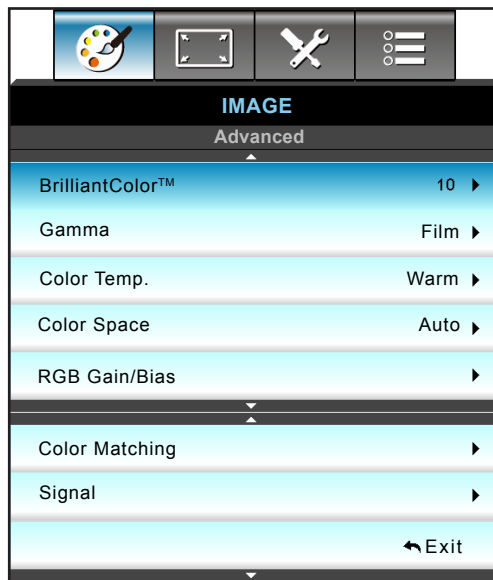 IMAGE
Advanced
BrilliantColor™ 10
Gamma Film
Color Temp. Warm
Color Space Auto
RGB Gain/Bias
Color Matching
Signal
Exit